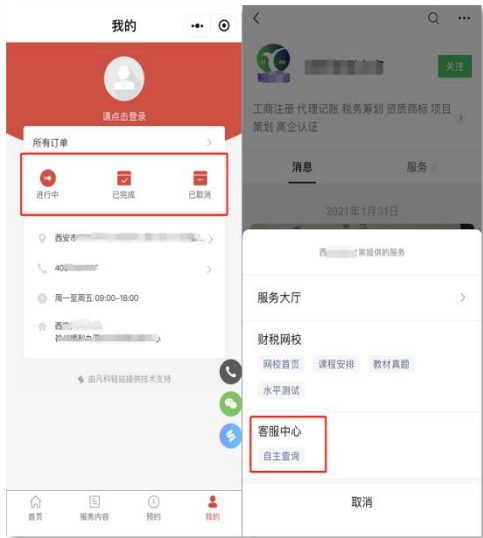 我的
请点击登录
所有订单
进行中
已完成
已取消
西安市
40
周一至周五 09:00-18:00
西
由凡科轻站提供技术支持
首页
服务内容
预约
我的
关注
工商注册 代理记账 税务筹划 资质商标 项目
策划 高企认证
消息
服务
2021年1月31日
西
家提供的服务
服务大厅
财税网校
网校首页
课程安排
教材真题
水平测试
客服中心
自主查询
取消